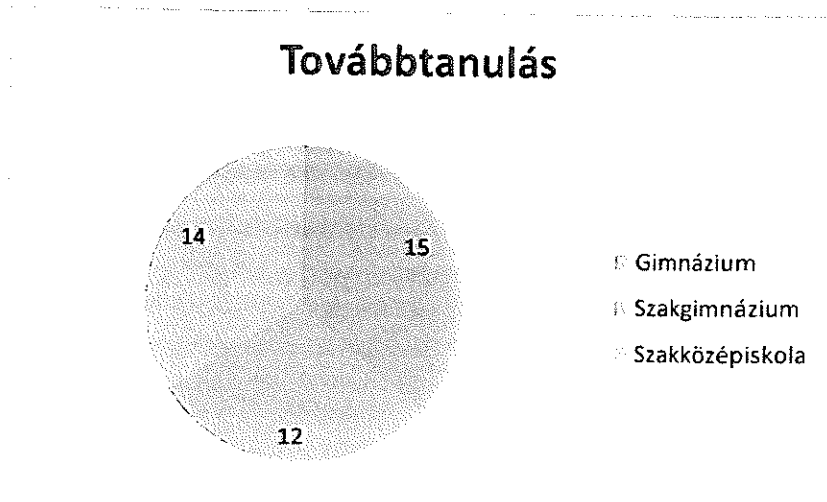 Továbbtanulás
14
15
12
Gimnázium
Szakgimnázium
Szakközépiskola